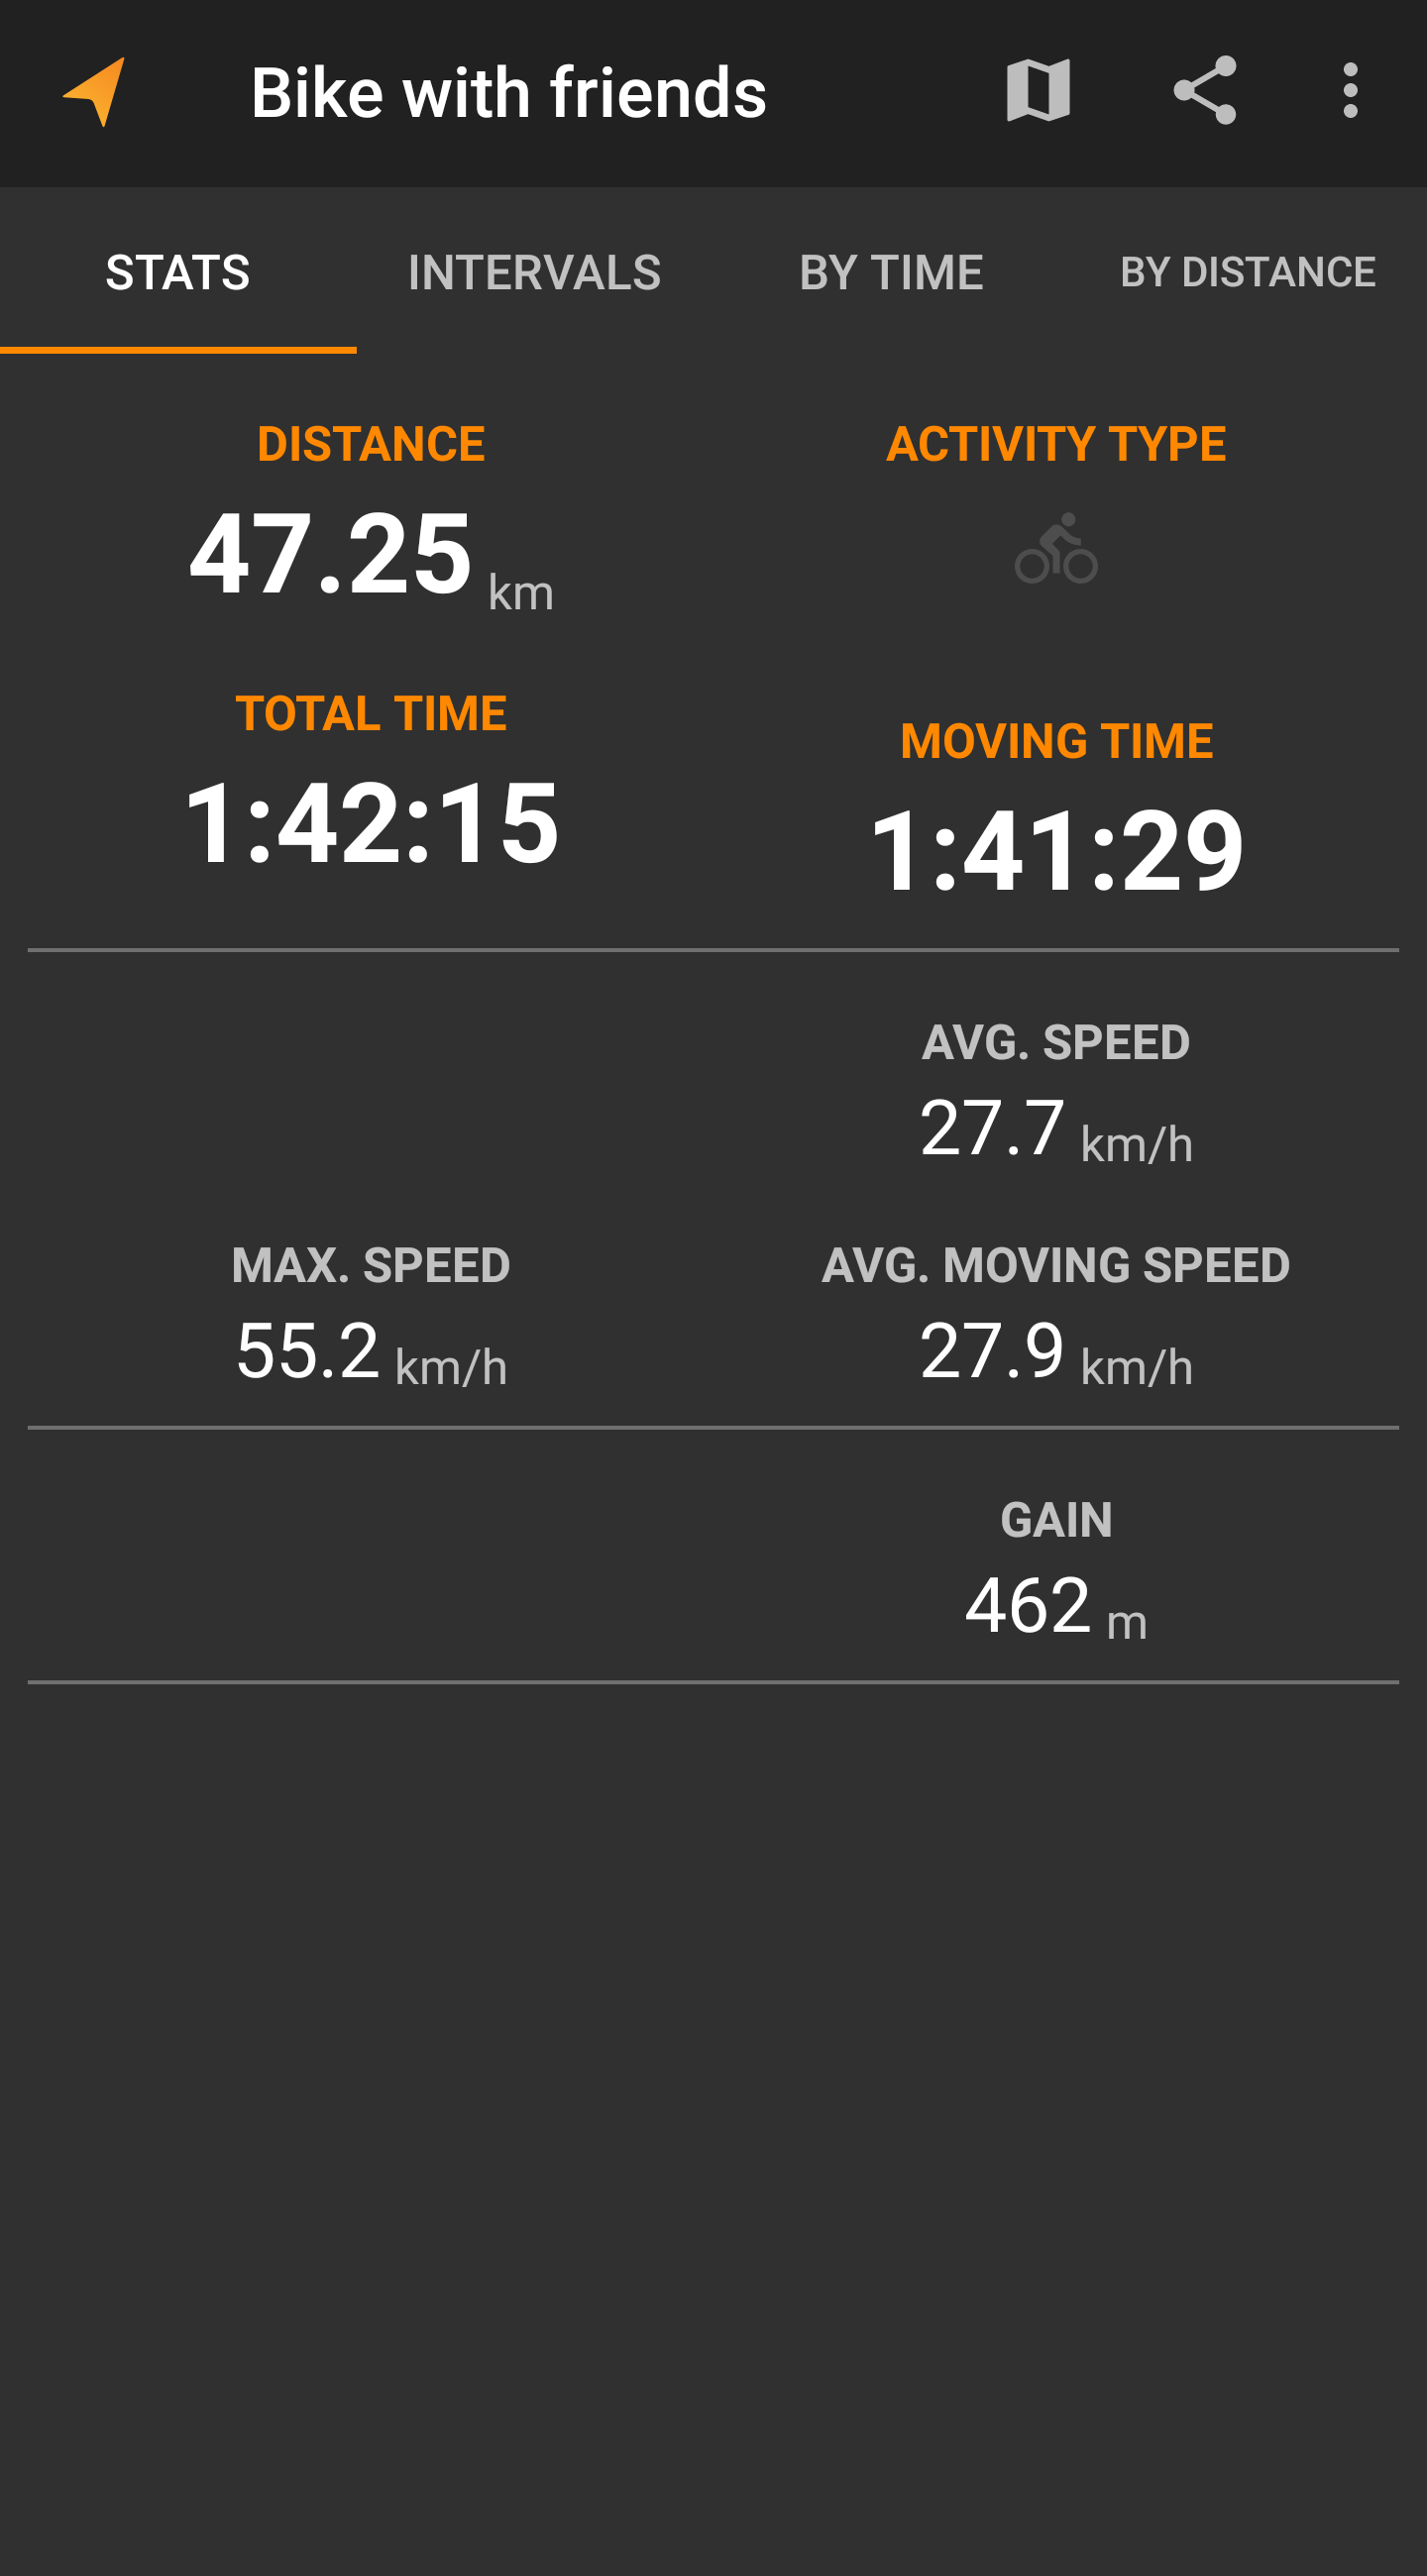 Bike with friends
STATS INTERVALS BY TIME BY DISTANCE
DISTANCE ACTIVITY TYPE
47.25 km
TOTAL TIME
MOVING TIME
1:42:15
1:41:29
AVG. SPEED
27.7 km/h
MAX. SPEED AVG. MOVING SPEED
55.2 km/h 27.9 km/h
GAIN
462 m